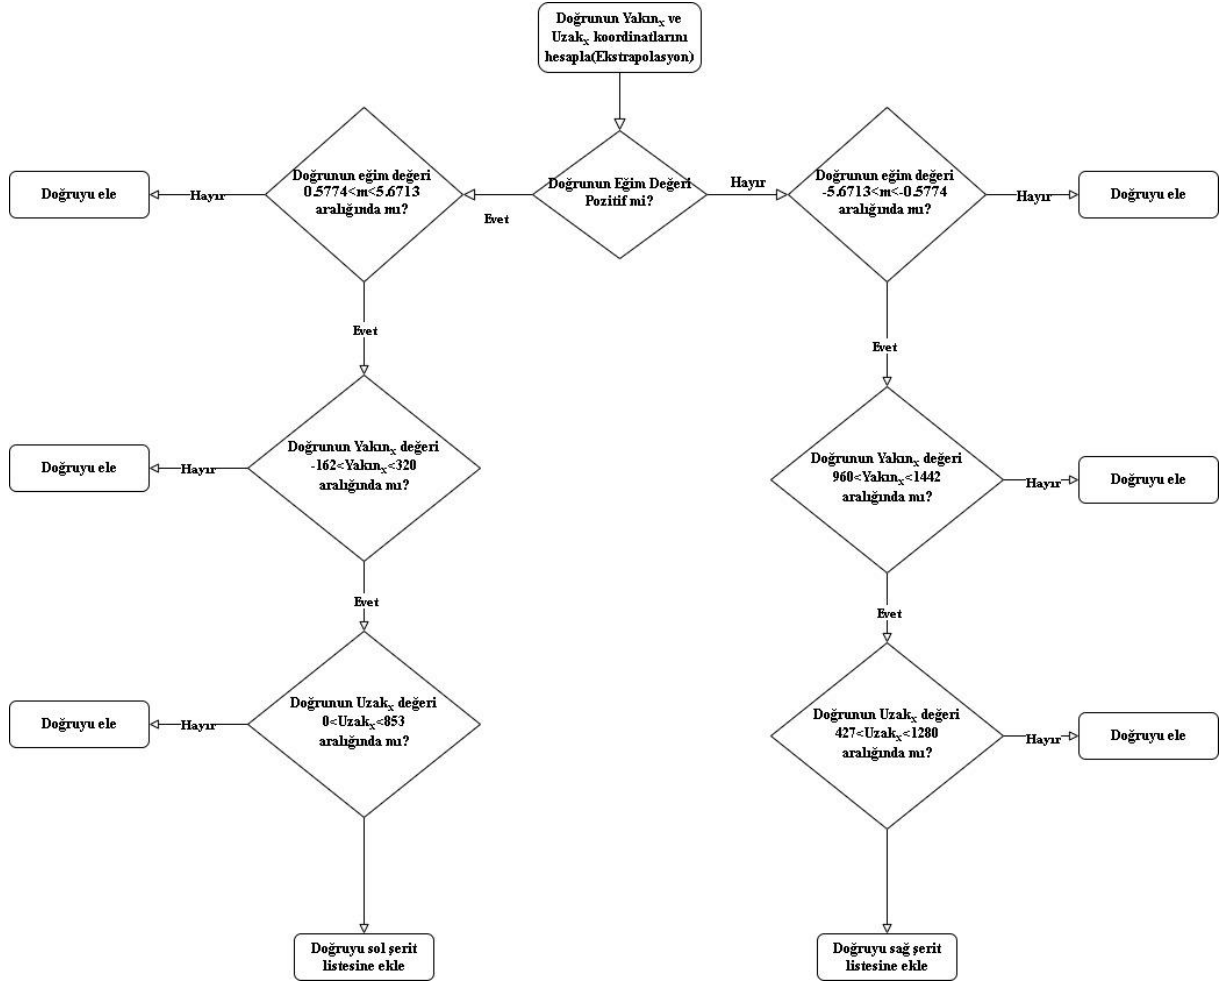 Doğrunun Yakınₓ ve
Uzakₓ koordinatlarını
hesapla(Ekstrapolasyon)
Doğrunun Eğim Değeri
Pozitif mi?
Evet
Hayır
Doğrunun eğim değeri
0.5774<m<5.6713
aralığında mı?
Hayır
Doğruyu ele
Evet
Doğrunun Yakınₓ değeri
-162<Yakınₓ<320
aralığında mı?
Hayır
Doğruyu ele
Evet
Doğrunun Uzakₓ değeri
0<Uzakₓ<853
aralığında mı?
Hayır
Doğruyu ele
Doğruyu sol şerit
listesine ekle
Doğrunun eğim değeri
-5.6713<m<-0.5774
aralığında mı?
Hayır
Doğruyu ele
Evet
Doğrunun Yakınₓ değeri
960<Yakınₓ<1442
aralığında mı?
Hayır
Doğruyu ele
Evet
Doğrunun Uzakₓ değeri
427<Uzakₓ<1280
aralığında mı?
Hayır
Doğruyu ele
Doğruyu sağ şerit
listesine ekle